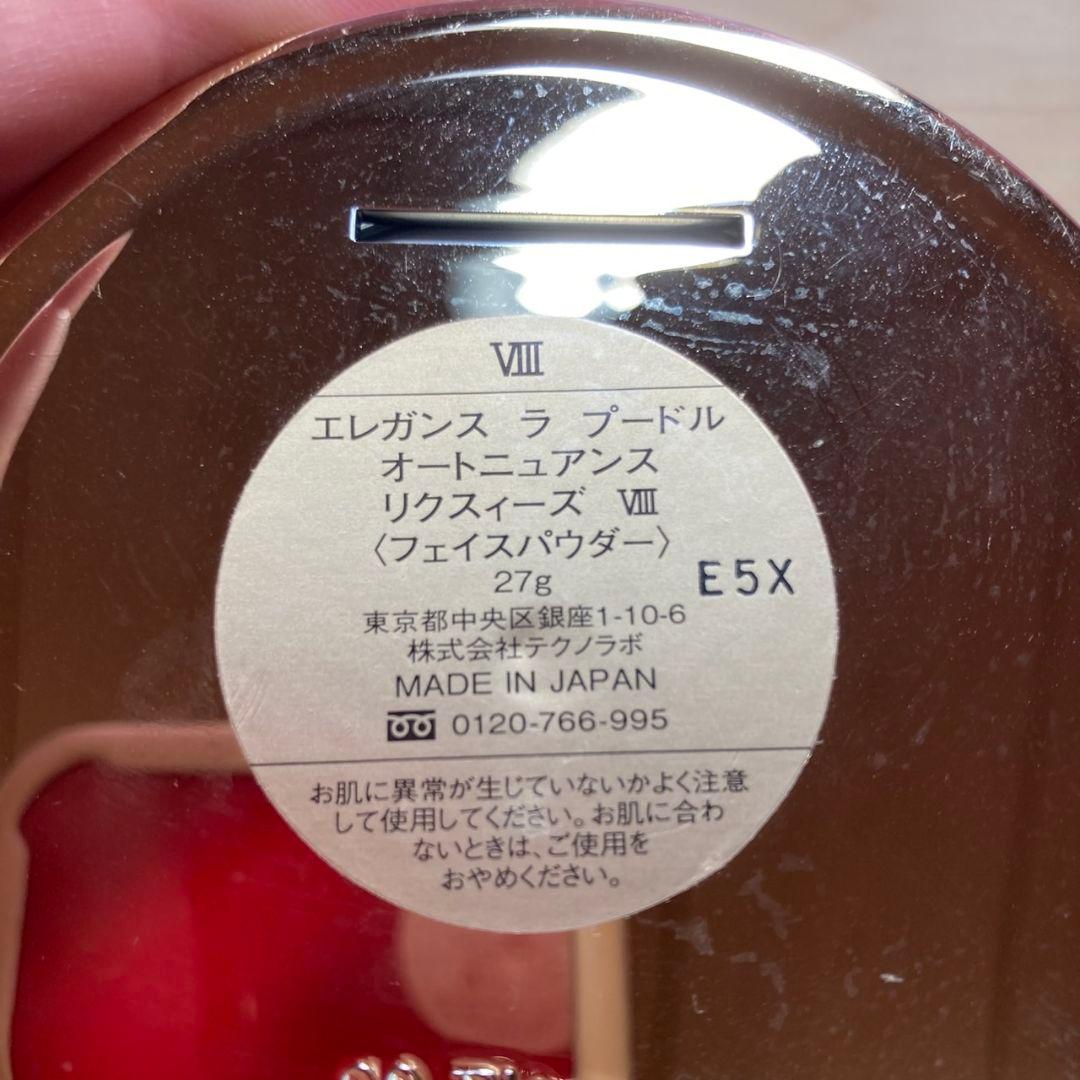 Ⅷ
エレガンス ラ プードル
オートニュアンス
リクスィーズ Ⅷ
〈フェイスパウダー〉
27g
E5X
東京都中央区銀座1-10-6
株式会社テクノラボ
MADE IN JAPAN
0120-766-995
お肌に異常が生じていないかよく注意
して使用してください。お肌に合わ
ないときは、ご使用を
おやめください。